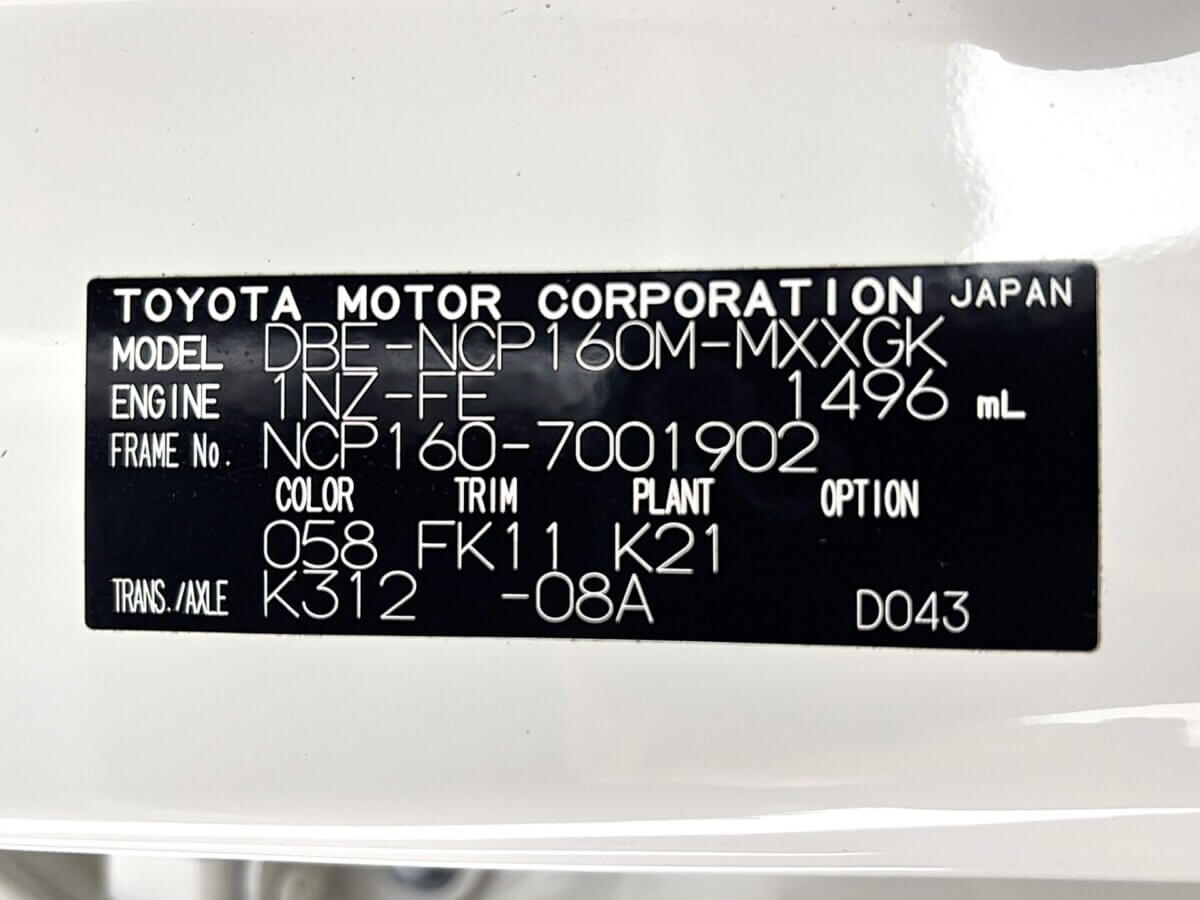 TOYOTA MOTOR CORPORATION JAPAN
MODEL DBE-NCP160M-MXXGK
ENGINE 1NZ-FE 1496 mL
FRAME No. NCP160-7001902
COLOR TRIM PLANT OPTION
058 FK11 K21
TRANS./AXLE K312 -08A D043